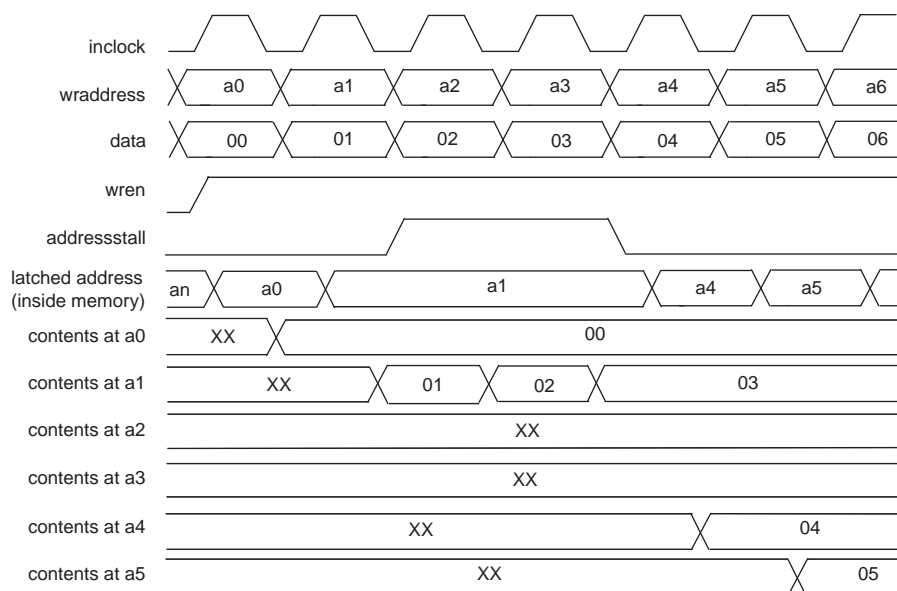 inclock
wraddress a0 a1 a2 a3 a4 a5 a6
data 00 01 02 03 04 05 06
wren
addressstall
latched address
(inside memory) an a0 a1 a4 a5
contents at a0 XX 00
contents at a1 XX 01 02 03
contents at a2 XX
contents at a3 XX
contents at a4 XX 04
contents at a5 XX 05